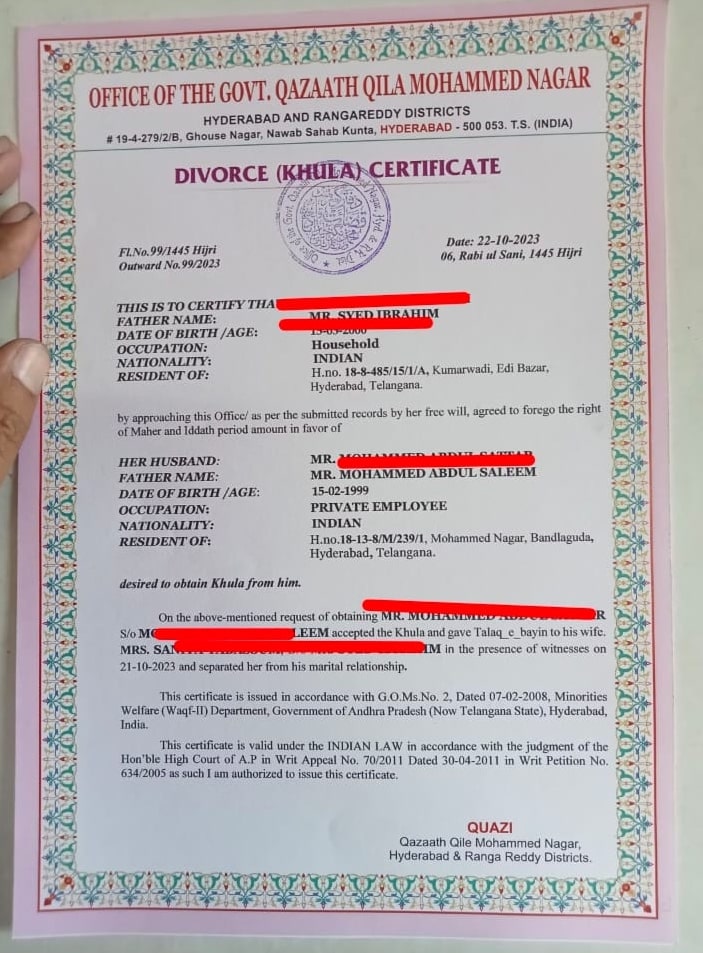 OFFICE OF THE GOVT. QAZAATH QILA MOHAMMED NAGAR
HYDERABAD AND RANGAREDDY DISTRICTS
# 19-4-279/2/B, Ghouse Nagar, Nawab Sahab Kunta, HYDERABAD - 500 053. T.S. (INDIA)
DIVORCE (KHULA) CERTIFICATE
Fl.No.99/1445 Hijri
Outward No.99/2023
Date: 22-10-2023
06, Rabi ul Sani, 1445 Hijri
THIS IS TO CERTIFY THA
FATHER NAME: MR. SYED IBRAHIM
DATE OF BIRTH /AGE:
OCCUPATION: Household
NATIONALITY: INDIAN
RESIDENT OF: H.no. 18-8-485/15/1/A, Kumarwadi, Edi Bazar,
Hyderabad, Telangana.
by approaching this Office/ as per the submitted records by her free will, agreed to forego the right
of Maher and Iddath period amount in favor of
HER HUSBAND: MR.
FATHER NAME: MR. MOHAMMED ABDUL SALEEM
DATE OF BIRTH /AGE: 15-02-1999
OCCUPATION: PRIVATE EMPLOYEE
NATIONALITY: INDIAN
RESIDENT OF: H.no.18-13-8/M/239/1, Mohammed Nagar, Bandlaguda,
Hyderabad, Telangana.
desired to obtain Khula from him.
On the above-mentioned request of obtaining MR. R
S/o M LEEM accepted the Khula and gave Talaq_e_bayin to his wife.
MRS. SAN IM in the presence of witnesses on
21-10-2023 and separated her from his marital relationship.
This certificate is issued in accordance with G.O.Ms.No. 2, Dated 07-02-2008, Minorities
Welfare (Waqf-II) Department, Government of Andhra Pradesh (Now Telangana State), Hyderabad,
India.
This certificate is valid under the INDIAN LAW in accordance with the judgment of the
Hon'ble High Court of A.P in Writ Appeal No. 70/2011 Dated 30-04-2011 in Writ Petition No.
634/2005 as such I am authorized to issue this certificate.
QUAZI
Qazaath Qile Mohammed Nagar,
Hyderabad & Ranga Reddy Districts.